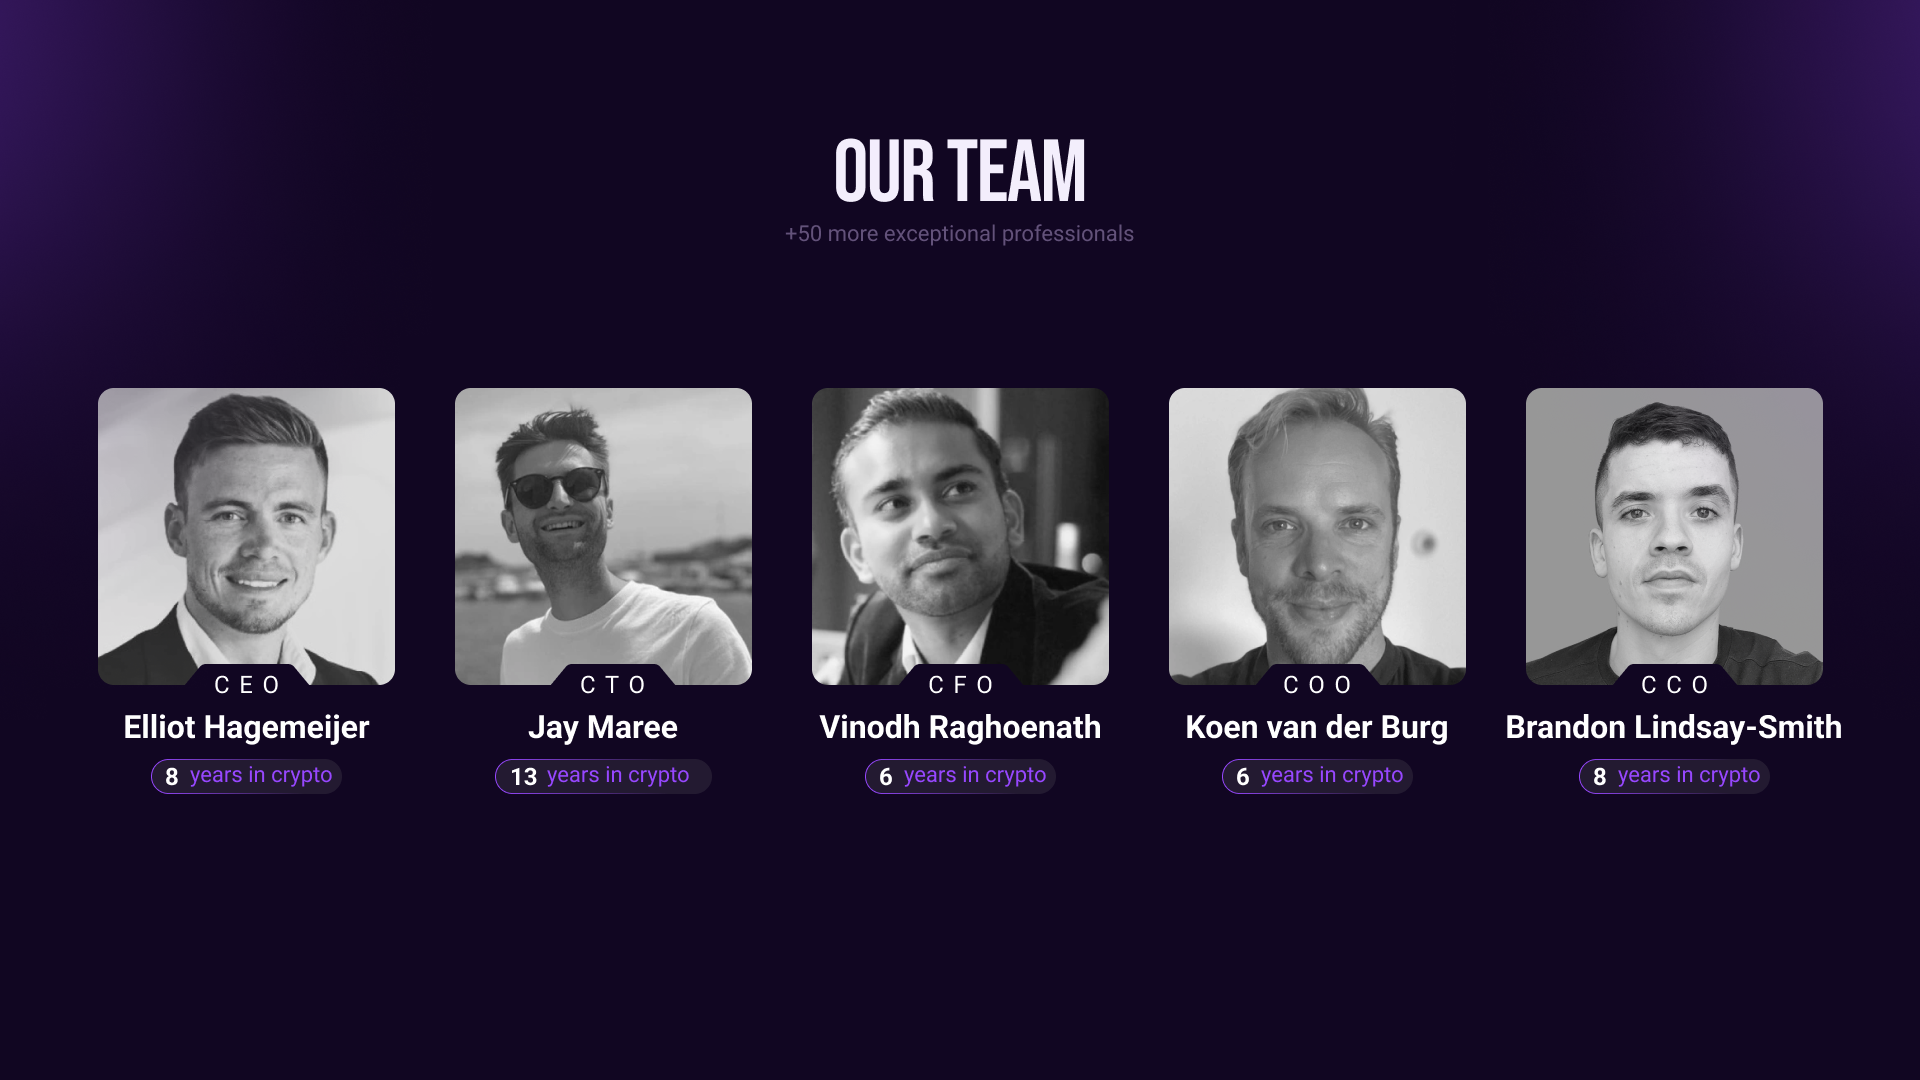 OUR TEAM
+50 more exceptional professionals
CEO
Elliot Hagemeijer
8 years in crypto
CTO
Jay Maree
13 years in crypto
CFO
Vinodh Raghoenath
6 years in crypto
COO
Koen van der Burg
6 years in crypto
CCO
Brandon Lindsay-Smith
8 years in crypto